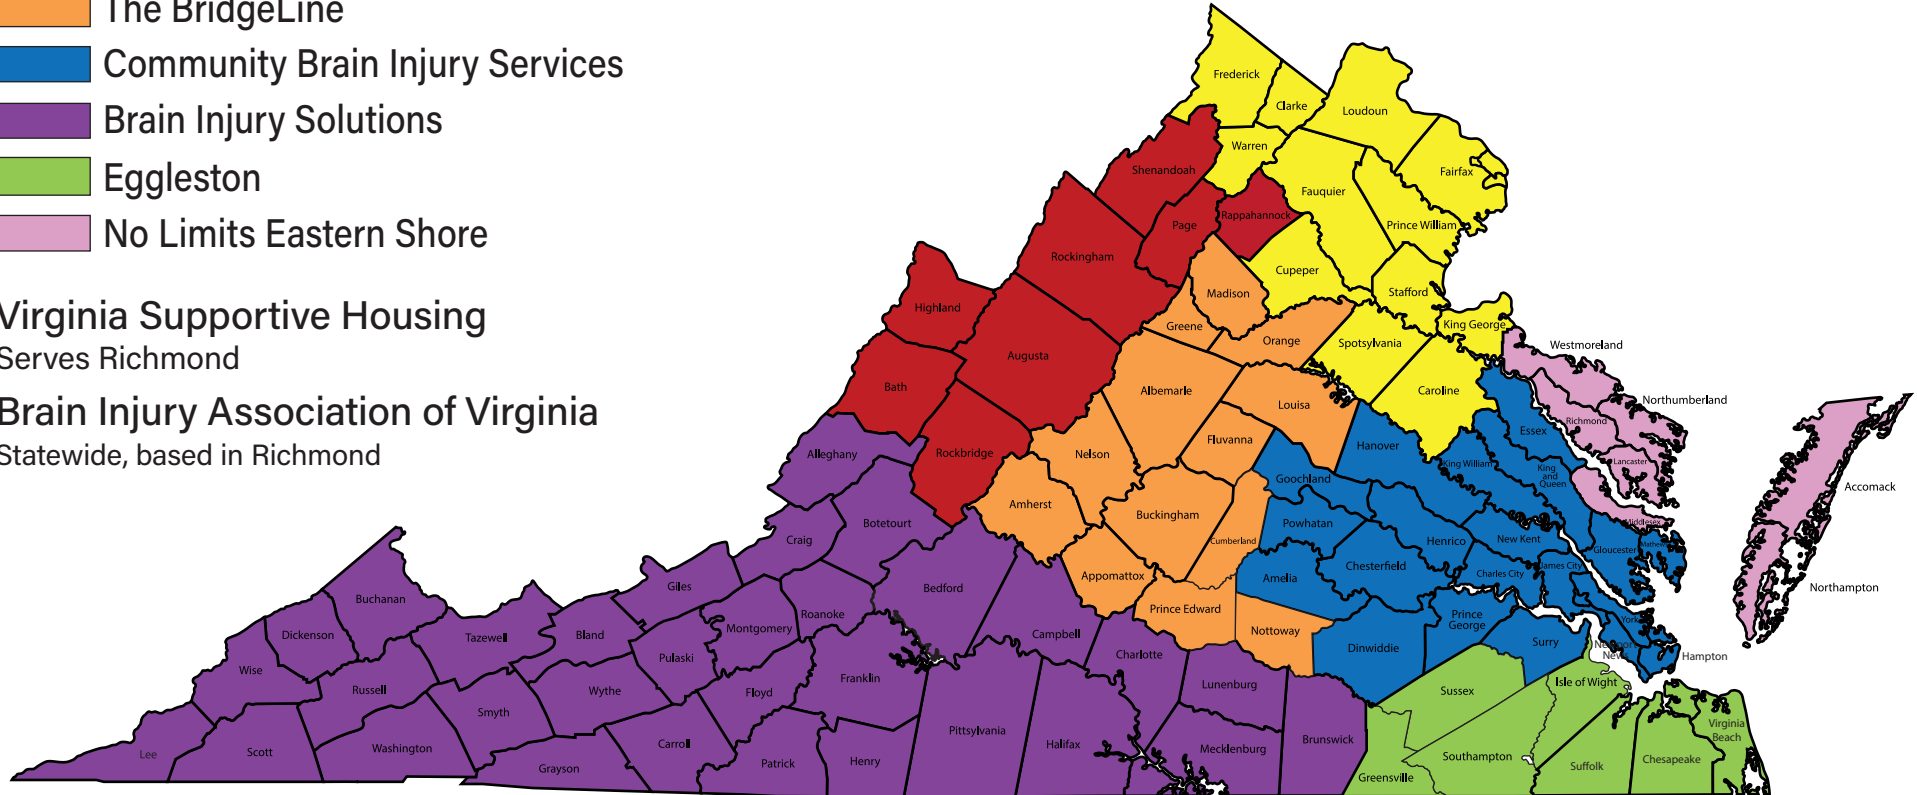 The BridgeLine
Community Brain Injury Services
Brain Injury Solutions
Eggleston
No Limits Eastern Shore
Virginia Supportive Housing
Serves Richmond
Brain Injury Association of Virginia
Statewide, based in Richmond
Frederick
Clarke
Loudoun
Warren
Fairfax
Shenandoah
Fauquier
Rappahannock
Page
Prince William
Rockingham
Cupeper
Madison
Stafford
Highland
Greene
King George
Orange
Spotsylvania
Westmoreland
Augusta
Bath
Albemarle
Caroline
Northumberland
Louisa
Richmond
Essex
Fluvanna
Hanover
Alleghany
Rockbridge
Nelson
King William
Lancaster
King
and
Queen
Goochland
Accomack
Amherst
Buckingham
Powhatan
Middlesex
Botetourt
Craig
Cumberland
Henrico
New Kent
Gloucester
Mathews
Chesterfield
James City
Charles City
Appomattox
Amelia
Giles
Bedford
Northampton
Buchanan
Prince Edward
Roanoke
Prince
George
York
Montgomery
Nottoway
Dickenson
Tazewell
Bland
Campbell
Surry
Newport
News
Dinwiddie
Charlotte
Hampton
Pulaski
Wise
Franklin
Lunenburg
Isle of Wight
Russell
Wythe
Floyd
Sussex
Smyth
Pittsylvania
Virginia
Beach
Brunswick
Halifax
Carroll
Washington
Mecklenburg
Scott
Lee
Southampton
Chesapeake
Henry
Patrick
Suffolk
Grayson
Greensville